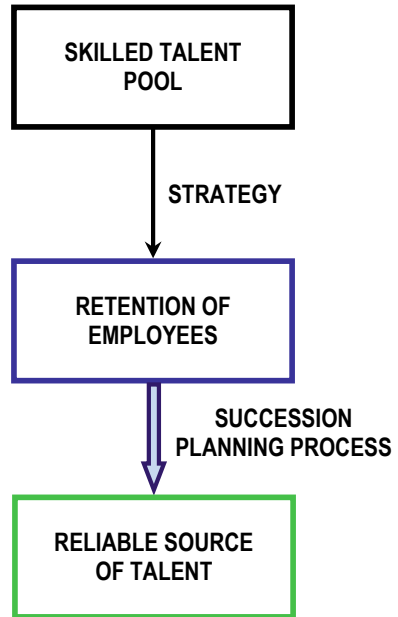 SKILLED TALENT
POOL
STRATEGY
RETENTION OF
EMPLOYEES
SUCCESSION
PLANNING PROCESS
RELIABLE SOURCE
OF TALENT